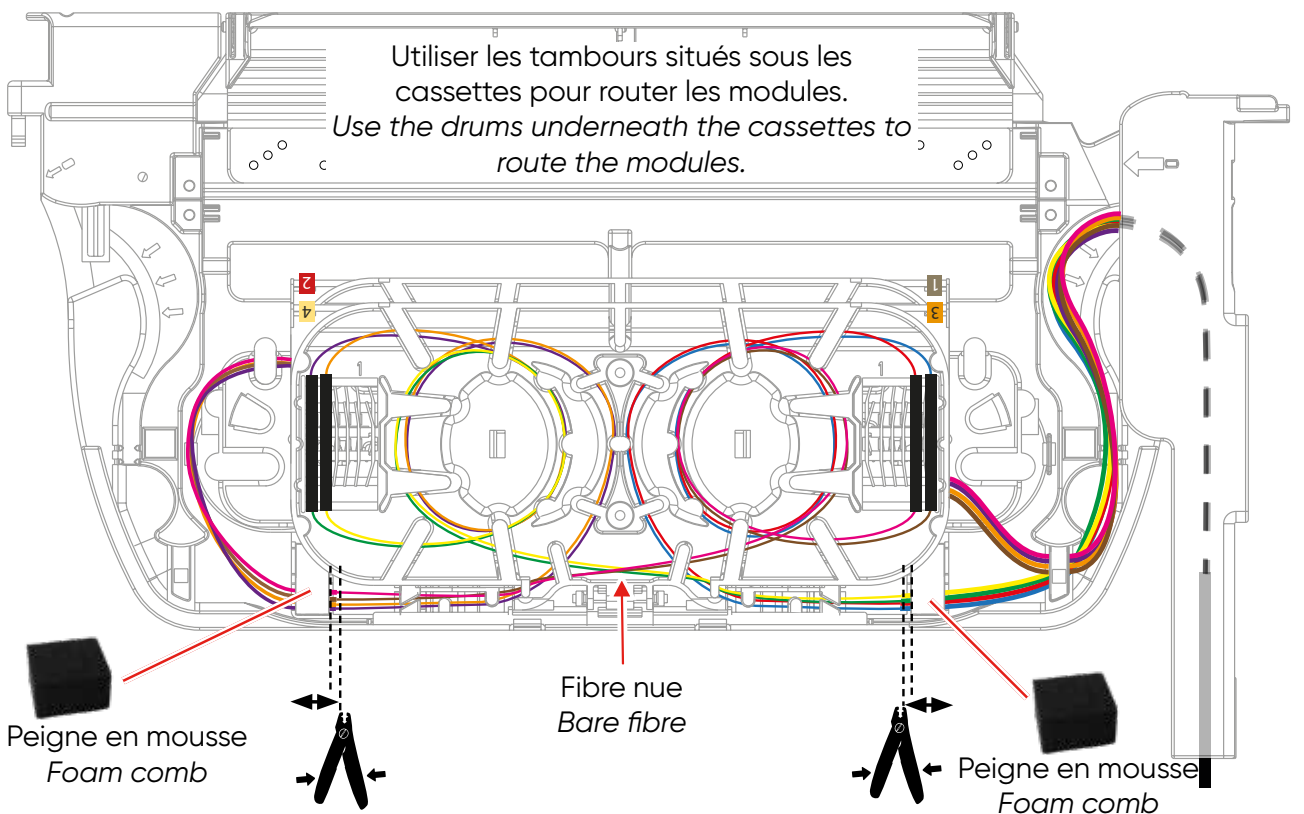 Utiliser les tambours situés sous les
cassettes pour router les modules.
Use the drums underneath the cassettes to
route the modules.
2
1
4
3
1
1
Fibre nue
Bare fibre
Peigne en mousse
Foam comb
Peigne en mousse
Foam comb